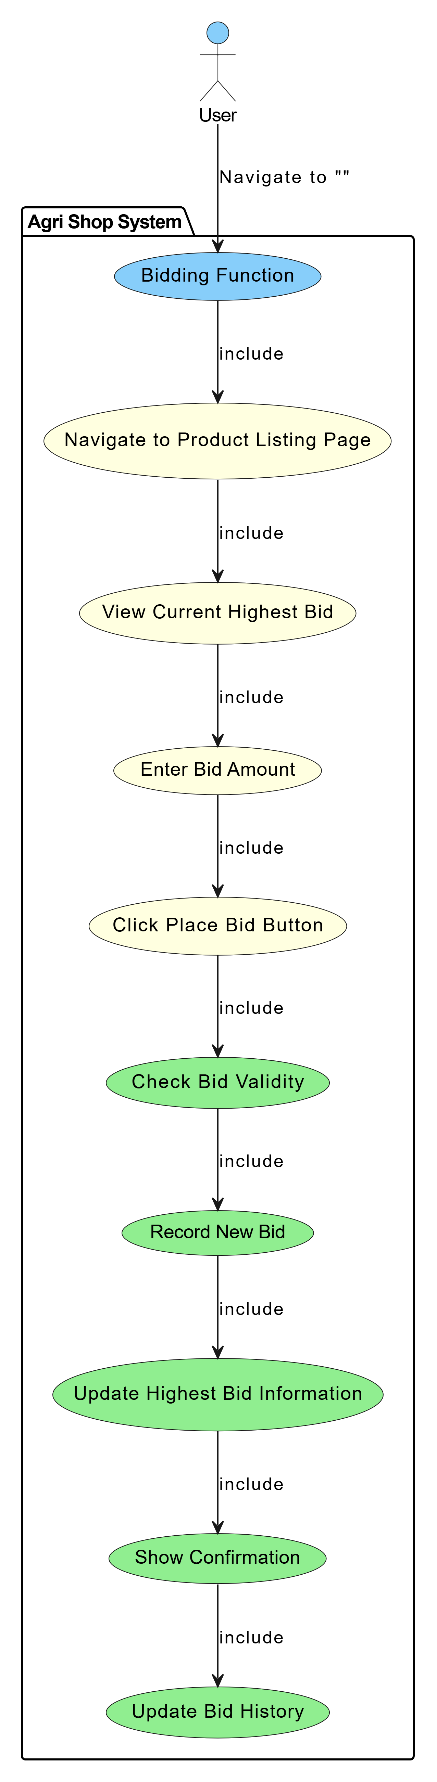 User
Navigate to ""
Agri Shop System
Bidding Function
include
Navigate to Product Listing Page
include
View Current Highest Bid
include
Enter Bid Amount
include
Click Place Bid Button
include
Check Bid Validity
include
Record New Bid
include
Update Highest Bid Information
include
Show Confirmation
include
Update Bid History